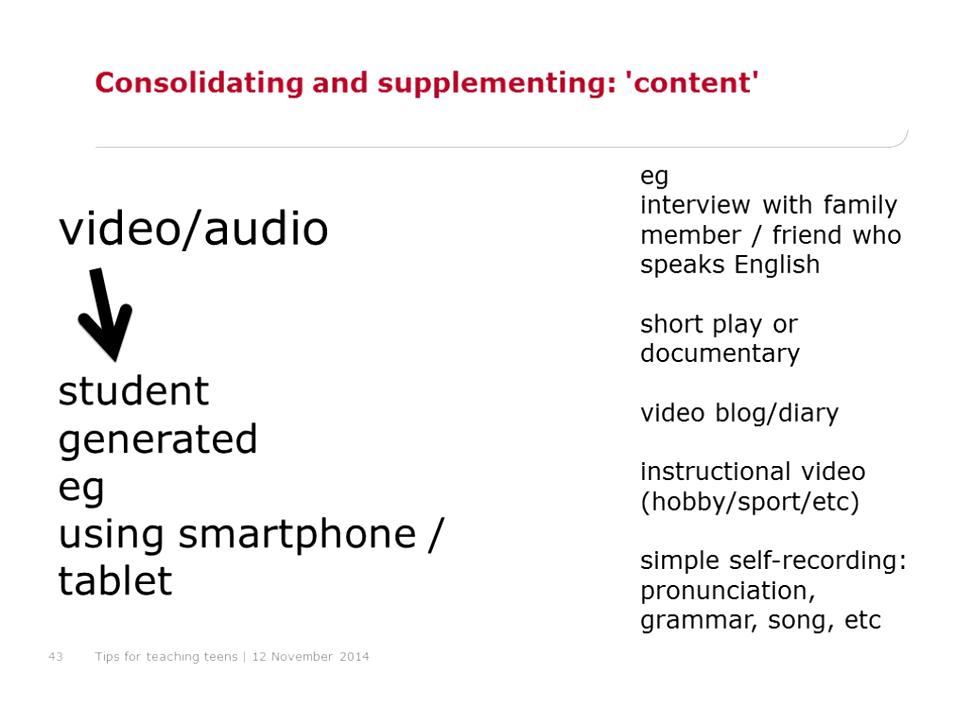 Consolidating and supplementing: 'content'
video/audio
student
generated
eg
using smartphone /
tablet
eg
interview with family
member / friend who
speaks English
short play or
documentary
video blog/diary
instructional video
(hobby/sport/etc)
simple self-recording:
pronunciation,
grammar, song, etc
43 Tips for teaching teens | 12 November 2014